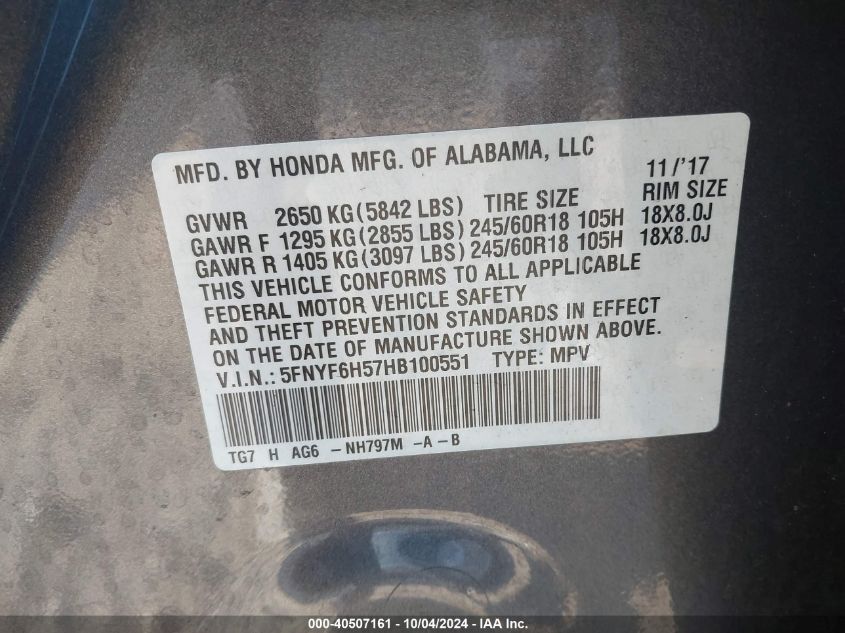 MFD. BY HONDA MFG. OF ALABAMA, LLC 11/'17
GVWR 2650 KG(5842 LBS) TIRE SIZE RIM SIZE
GAWR F 1295 KG(2855 LBS) 245/60R18 105H 18X8.0J
GAWR R 1405 KG(3097 LBS) 245/60R18 105H 18X8.0J
THIS VEHICLE CONFORMS TO ALL APPLICABLE
FEDERAL MOTOR VEHICLE SAFETY
AND THEFT PREVENTION STANDARDS IN EFFECT
ON THE DATE OF MANUFACTURE SHOWN ABOVE.
V.I.N.: 5FNYF6H57HB100551 TYPE: MPV
TG7 H AG6 -NH797M -A-B
000-40507161 - 10/04/2024 - IAA Inc.